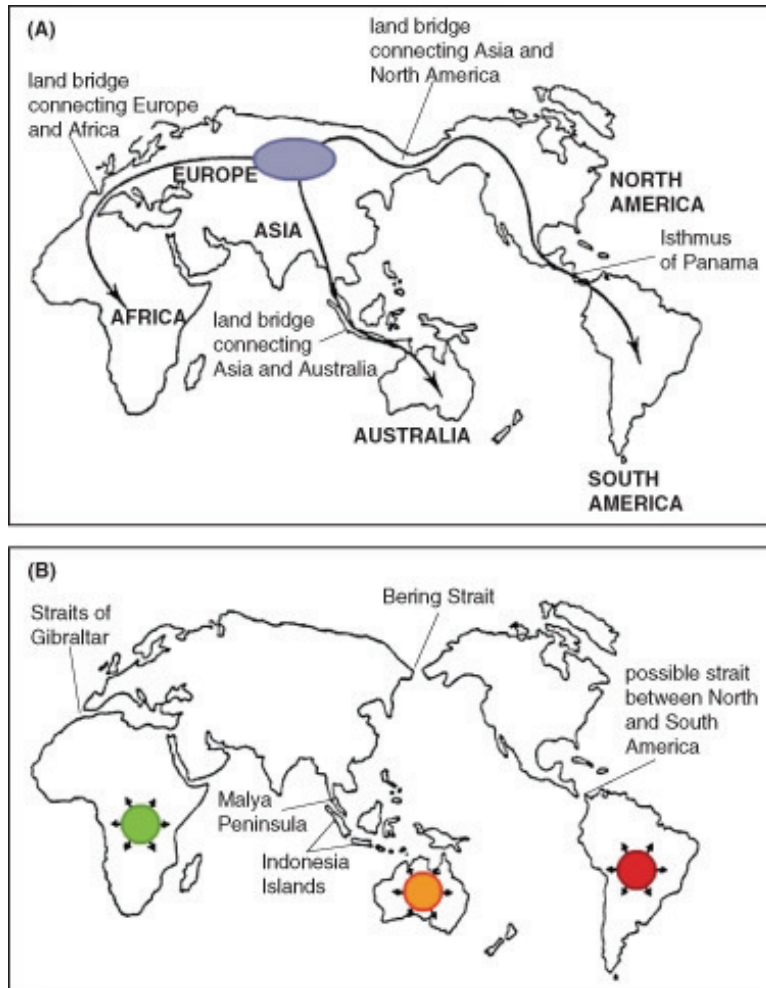 (A)
land bridge
connecting Asia and
North America
land bridge
connecting Europe
and Africa
EUROPE
NORTH
AMERICA
ASIA
Isthmus
of Panama
AFRICA
land bridge
connecting
Asia and Australia
AUSTRALIA
SOUTH
AMERICA
(B)
Bering Strait
Straits of
Gibraltar
possible strait
between North
and South
America
Malya
Peninsula
Indonesia
Islands